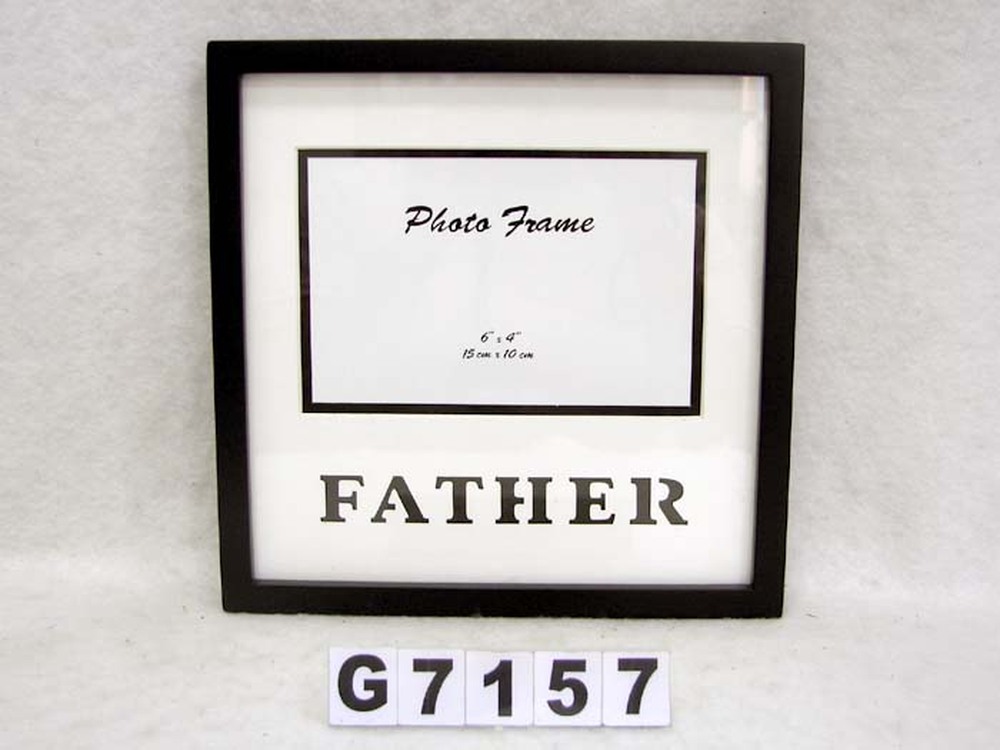 Photo Frame
6" x 4"
15 cm x 10 cm
FATHER
G7157